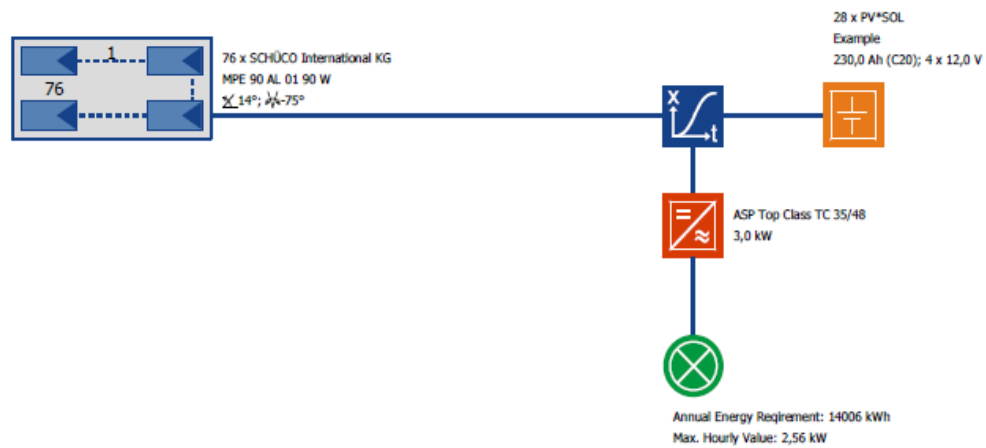 1
76
76 x SCHÜCO International KG
MPE 90 AL 01 90 W
14°; -75°
28 x PV*SOL
Example
230,0 Ah (C20); 4 x 12,0 V
x
t
ASP Top Class TC 35/48
3,0 kW
Annual Energy Reqirement: 14006 kWh
Max. Hourly Value: 2,56 kW